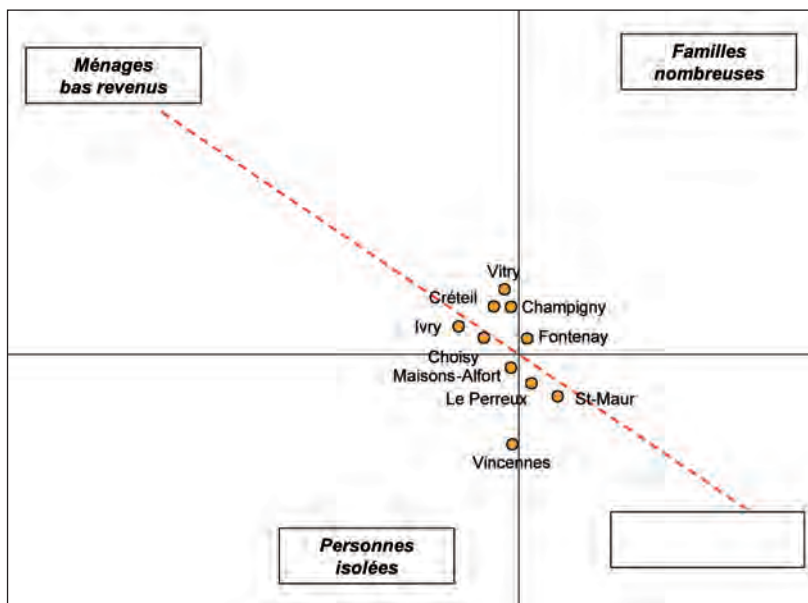 Ménages
bas revenus
Familles
nombreuses
Vitry
Créteil
Champigny
Ivry
Fontenay
Choisy
Maisons-Alfort
Le Perreux
St-Maur
Vincennes
Personnes
isolées